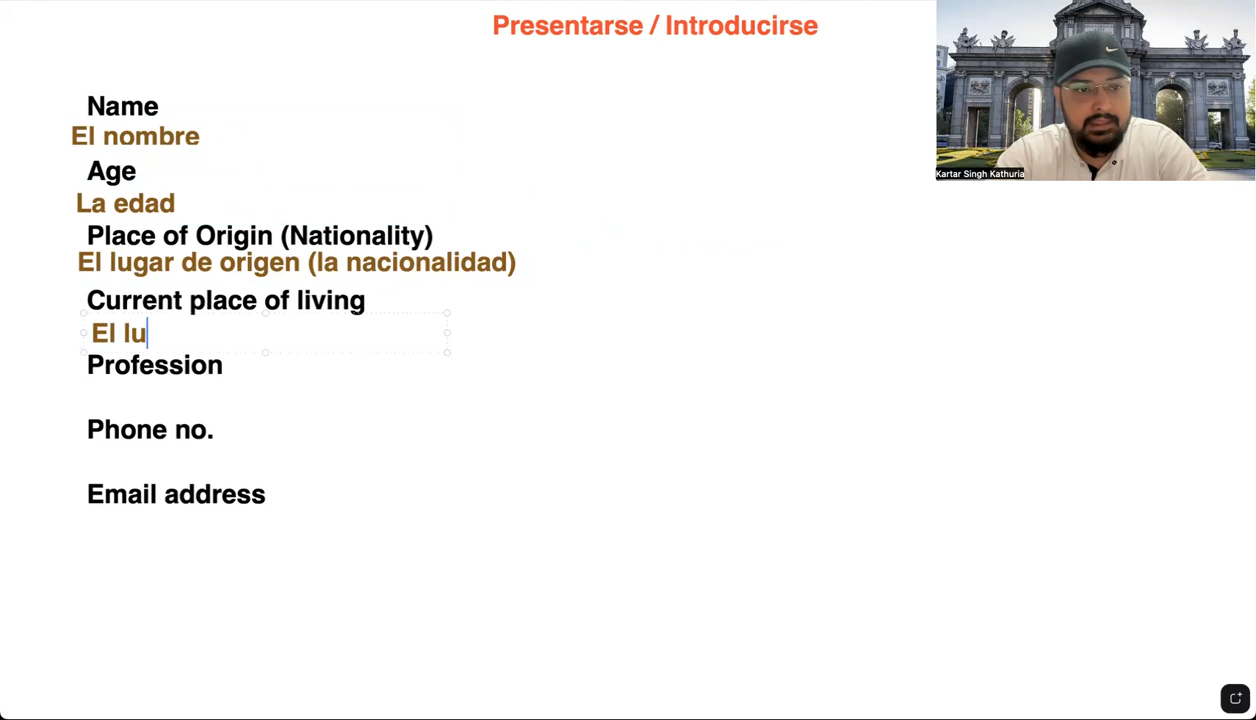 Presentarse / Introducirse
Kartar Singh Kathuria
Name
El nombre
Age
La edad
Place of Origin (Nationality)
El lugar de origen (la nacionalidad)
Current place of living
El lu
Profession
Phone no.
Email address